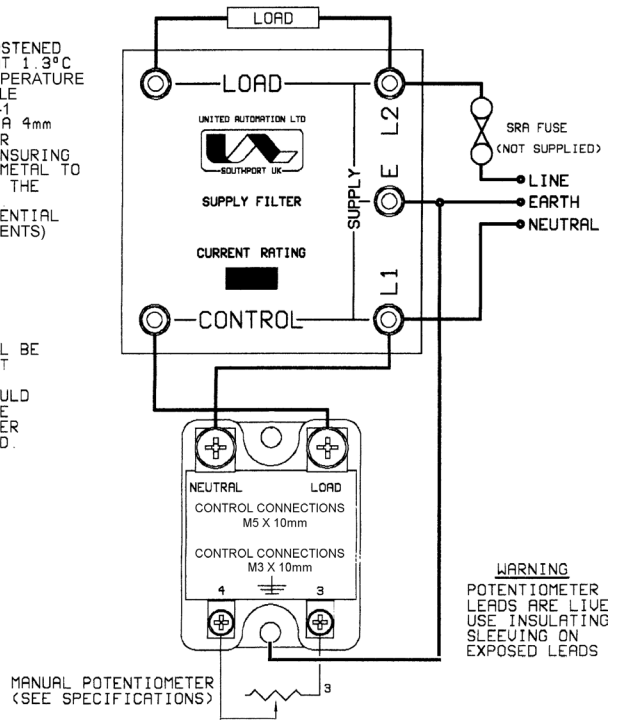 STENED
T 1.3°C
PERATURE
LE
-1
A 4mm
R
NSURING
METAL TO
THE
ENTIAL
ENTS)
L BE
T
ULD
E
ER
D.
LOAD
LOAD
L2
UNITED AUTOMATION LTD
SOUTHPORT UK
SUPPLY FILTER
E
SUPPLY
CURRENT RATING
L1
CONTROL
SRA FUSE
(NOT SUPPLIED)
LINE
EARTH
NEUTRAL
NEUTRAL LOAD
CONTROL CONNECTIONS
M5 X 10mm
CONTROL CONNECTIONS
M3 X 10mm
4 3
WARNING
POTENTIOMETER
LEADS ARE LIVE
USE INSULATING
SLEEVING ON
EXPOSED LEADS
MANUAL POTENTIOMETER
(SEE SPECIFICATIONS)
3